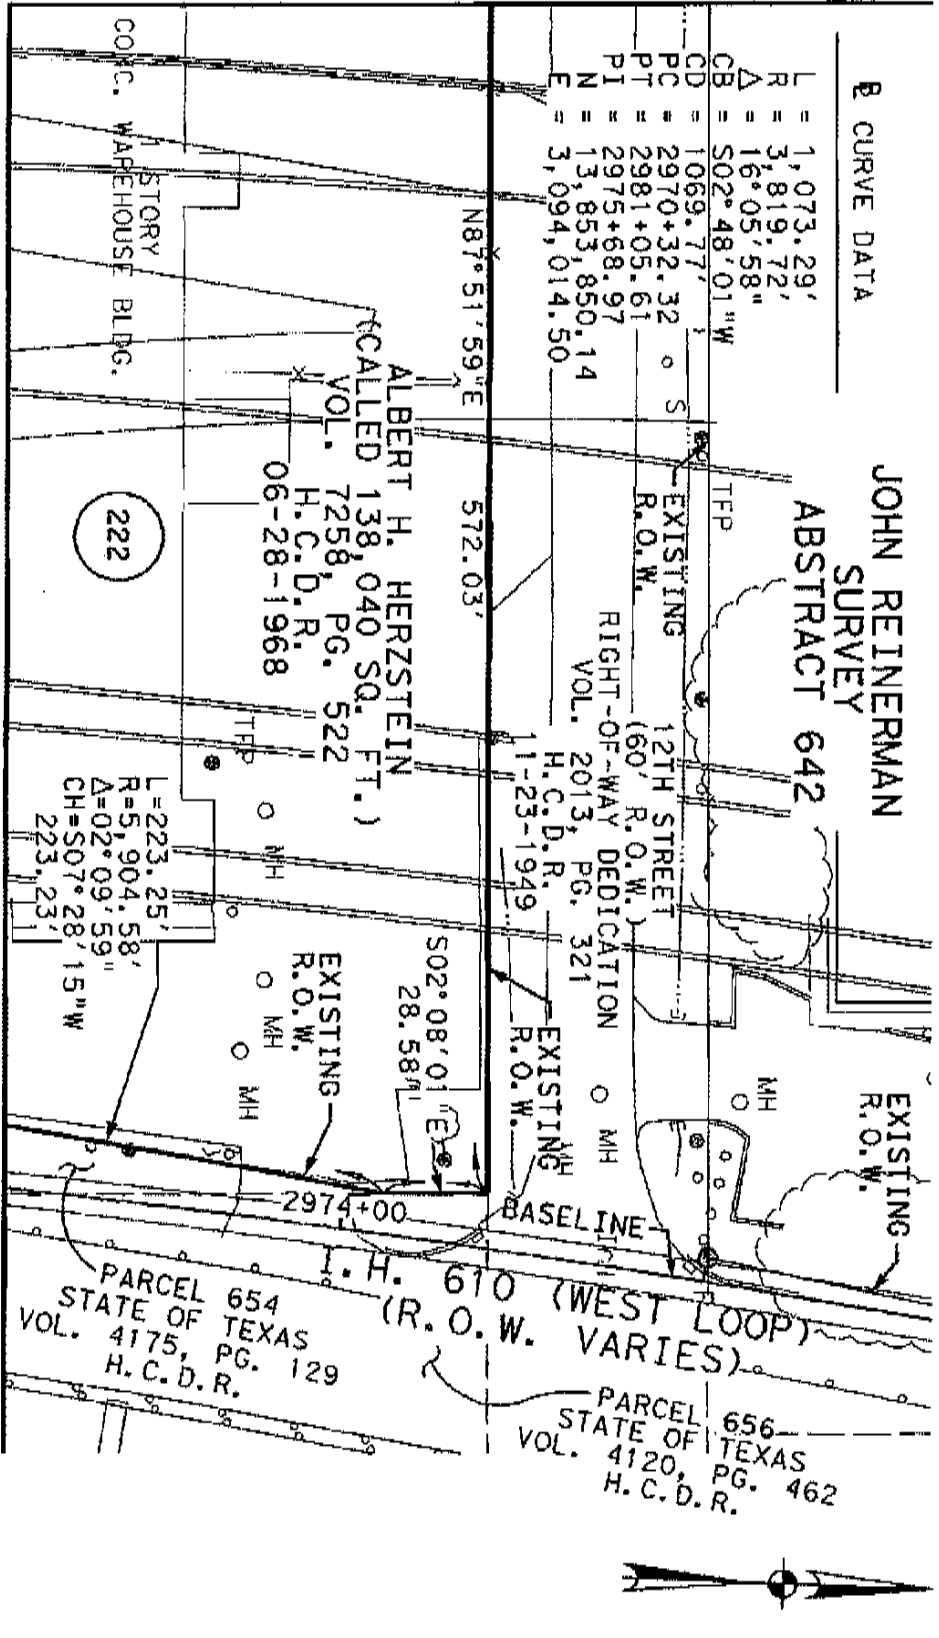 ℄ CURVE DATA
L = 1,073.29'
R = 3,819.72'
Δ = 16°05'58"
CB = S02°48'01"W
CD = 1069.77'
PC = 2970+32.32
PT = 2981+05.61
PI = 2975+68.97
N = 13,853,850.14
E = 3,094,014.50
JOHN REINERMAN
SURVEY
ABSTRACT 642
TFP
S
EXISTING
R.O.W.
12TH STREET
(60' R.O.W.)
RIGHT-OF-WAY DEDICATION
VOL. 2013, PG. 321
H.C.D.R.
1-23-1949
EXISTING
R.O.W.
MH
MH
MH
EXISTING
R.O.W.
N87°51'59"E 572.03'
ALBERT H. HERZSTEIN
(CALLED 138,040 SQ. FT.)
VOL. 7258, PG. 522
H.C.D.R.
06-28-1968
1 STORY
CONC. WAREHOUSE BLDG.
222
TFP
MH
MH
MH
S02°08'01"E
28.58'
EXISTING
R.O.W.
L=223.25'
R=5,904.58'
Δ=02°09'59"
CH=S07°28'15"W
223.23'
2974+00
BASELINE
I.H. 610 (WEST LOOP)
(R.O.W. VARIES)
PARCEL 654
STATE OF TEXAS
VOL. 4175, PG. 129
H.C.D.R.
PARCEL 656
STATE OF TEXAS
VOL. 4120, PG. 462
H.C.D.R.